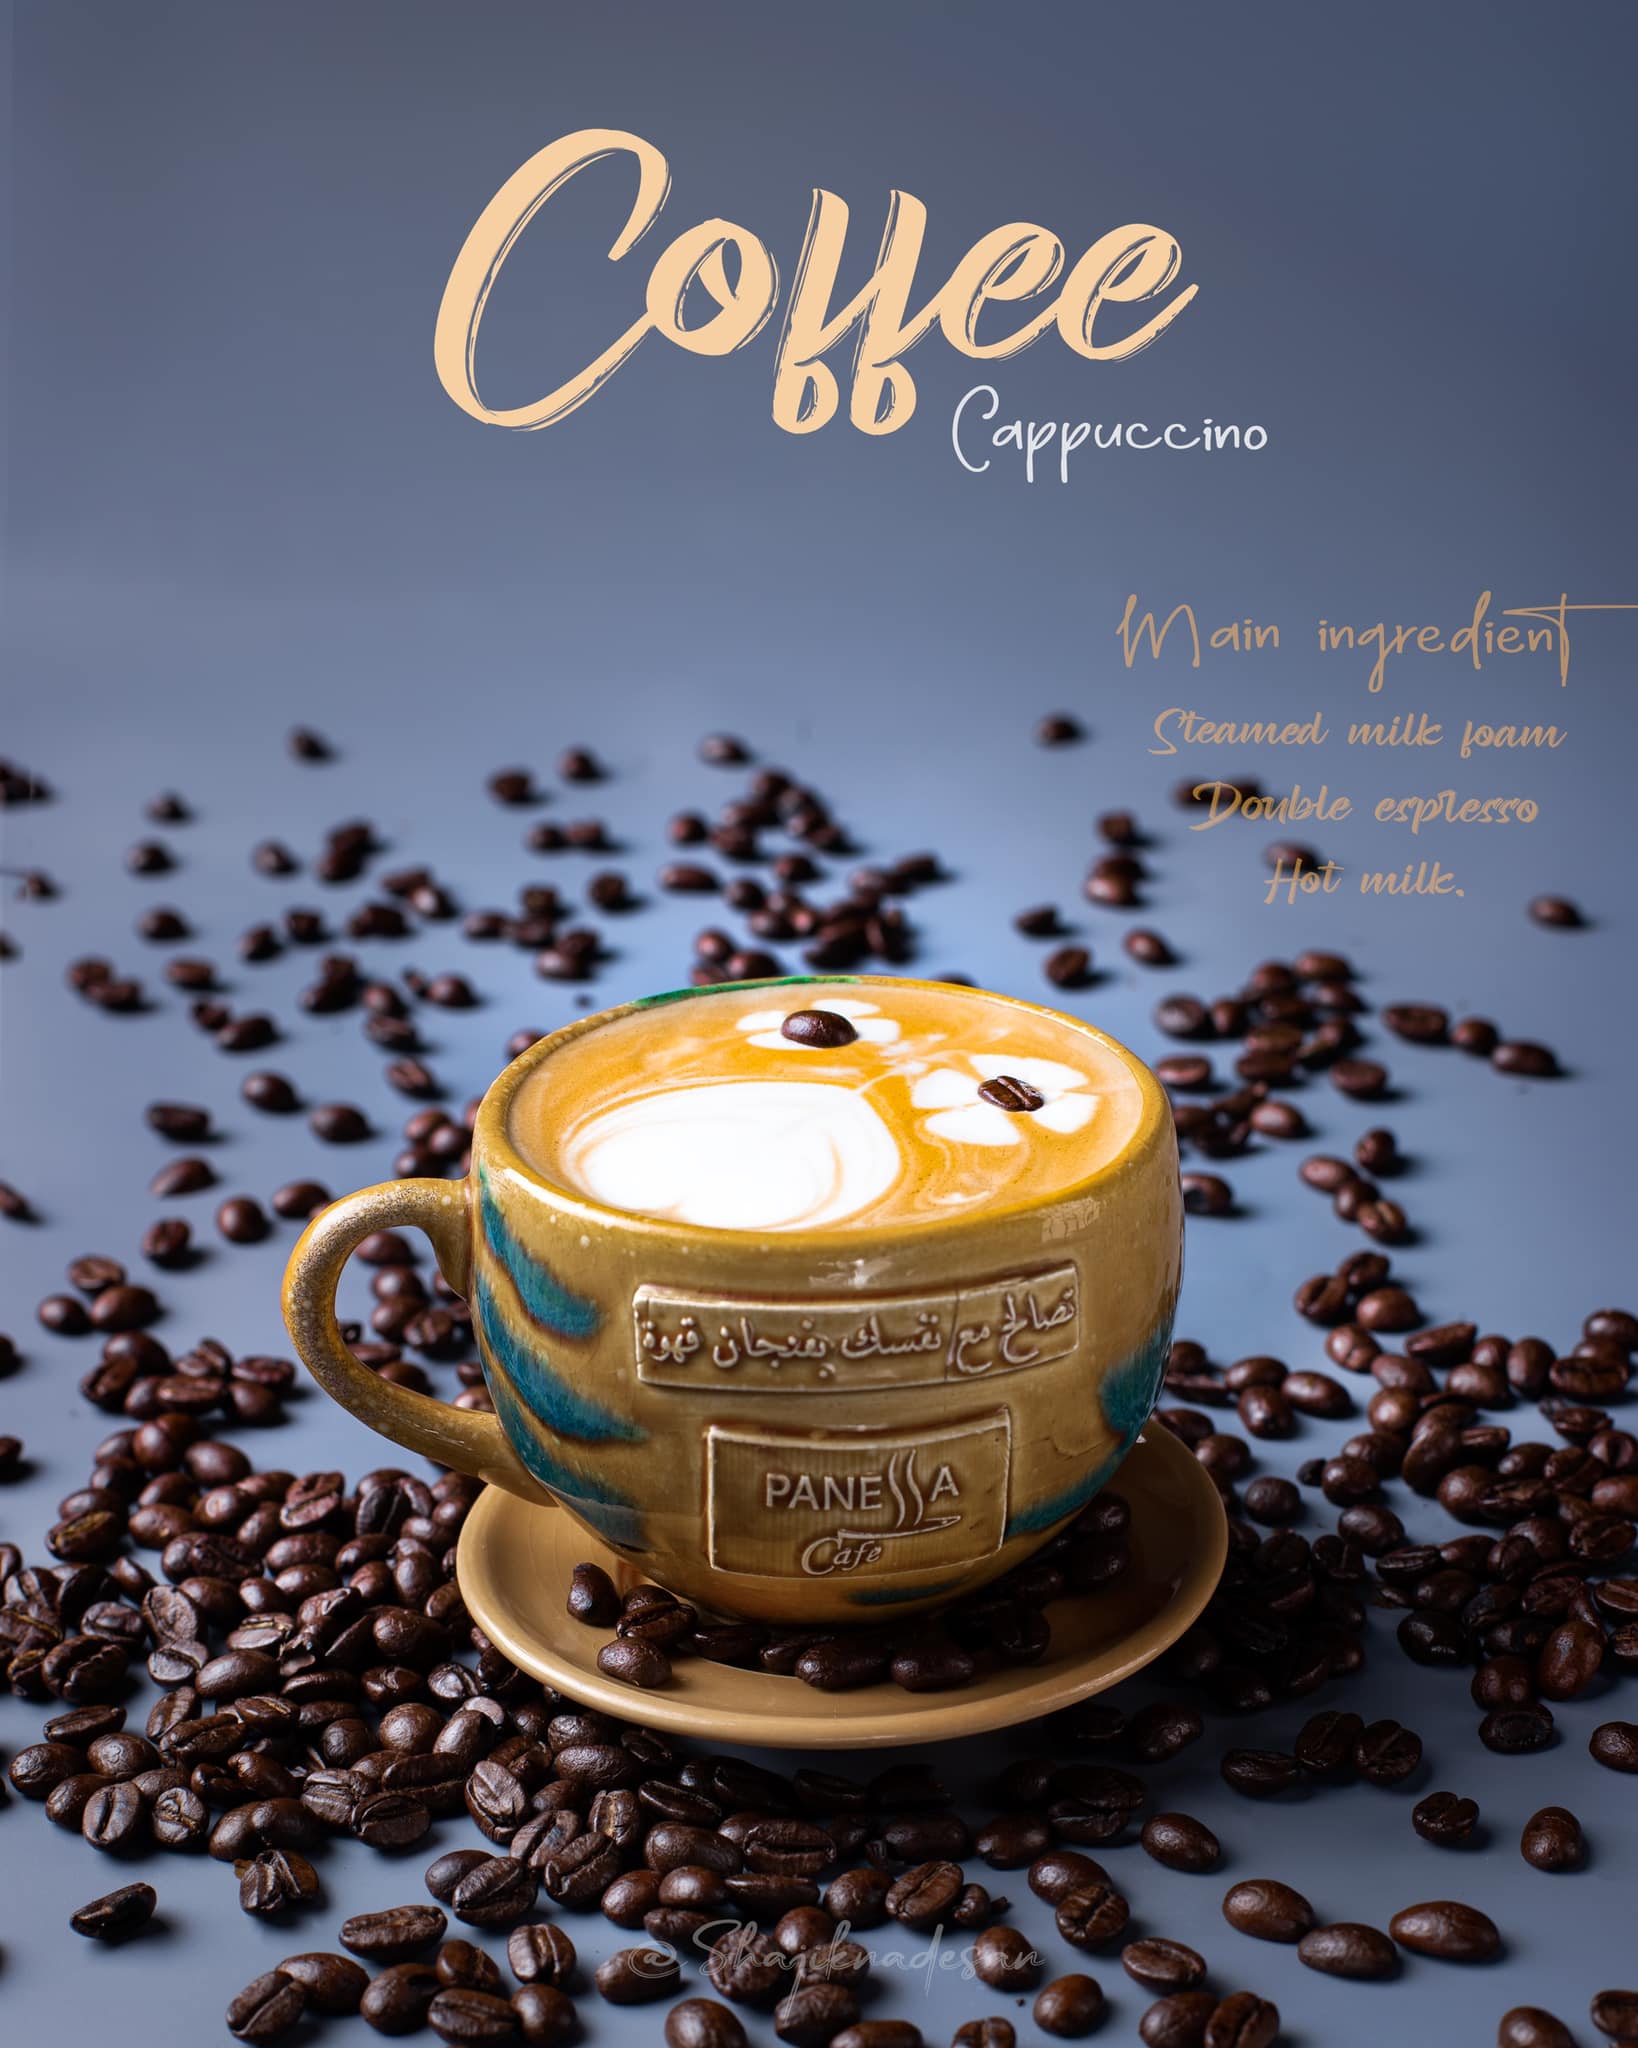 Coffee
Cappuccino
Main ingredient
Steamed milk foam
Double espresso
Hot milk.
تصالح مع نفسك بفنجان قهوة
PANESSA
Cafe
@Shajiknadesan